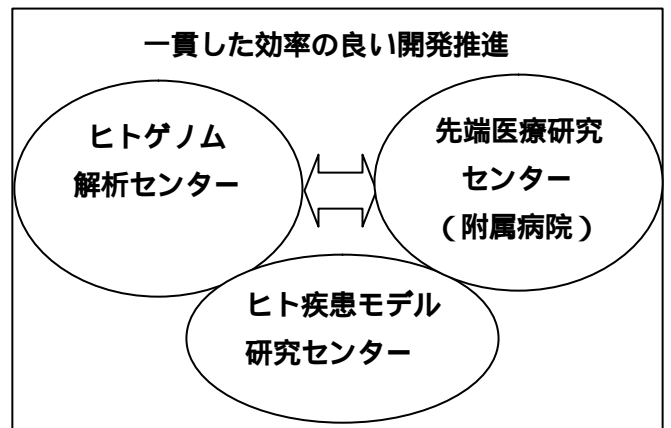 一貫した効率の良い開発推進
ヒトゲノム
解析センター
先端医療研究
センター
(附属病院)
ヒト疾患モデル
研究センター